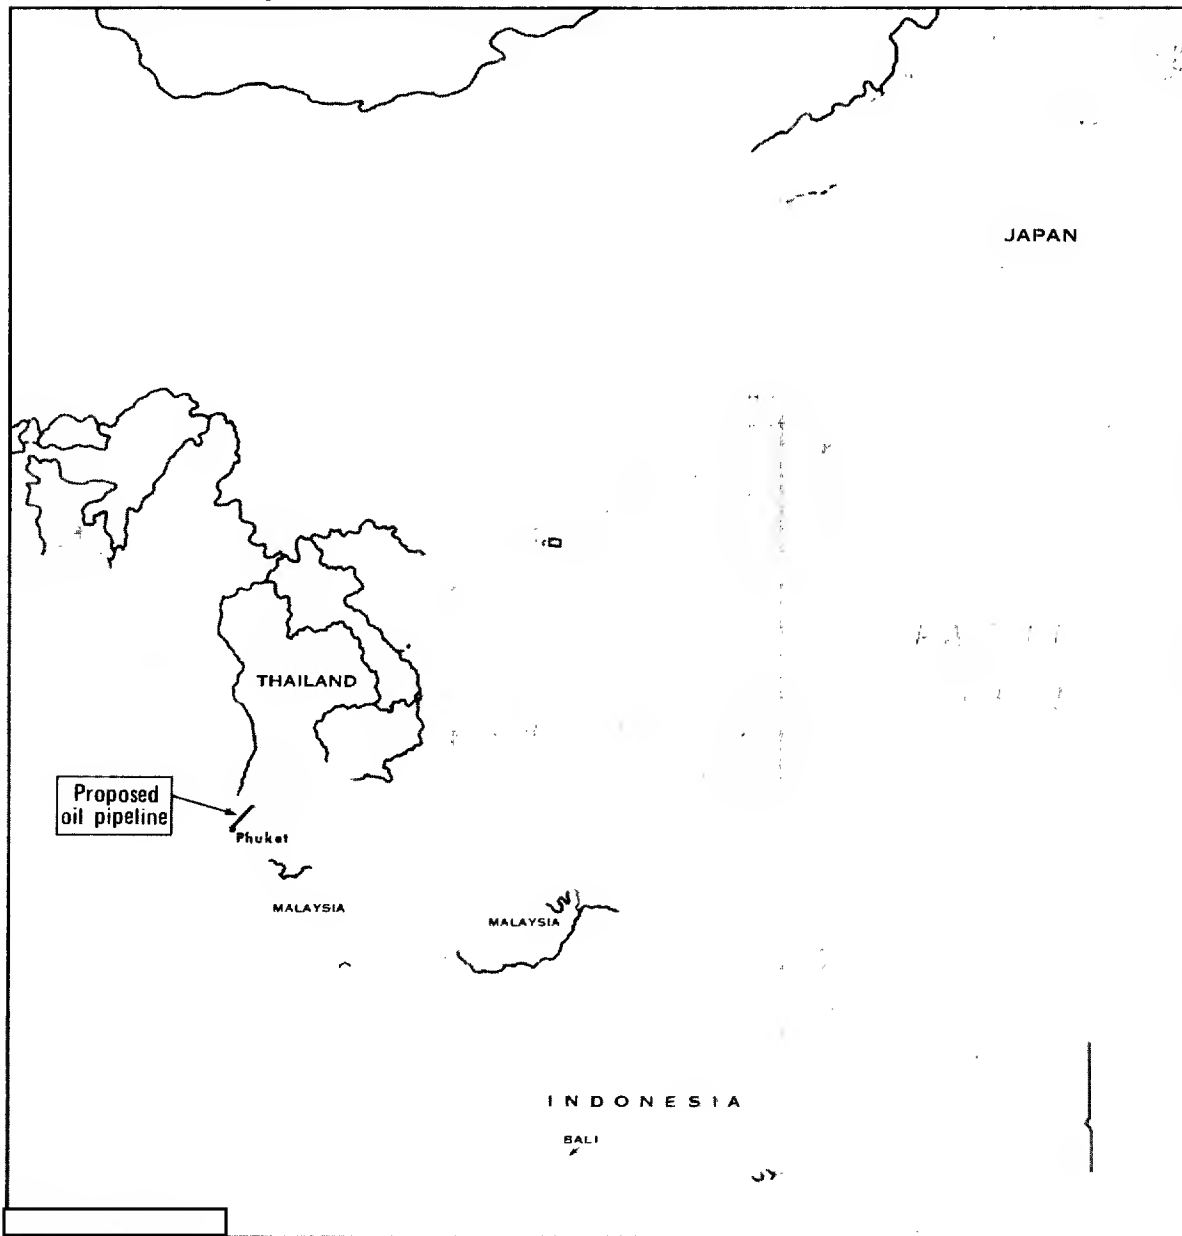 JAPAN
THAILAND
Proposed
oil pipeline
Phuket
MALAYSIA
MALAYSIA
INDONESIA
BALI